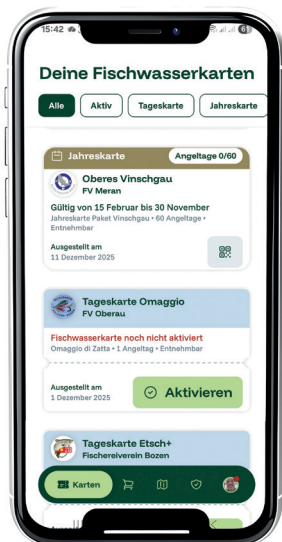 15:42
61
Deine Fischwasserkarten
Alle
Aktiv
Tageskarte
Jahreskarte
Jahreskarte
Angeltage 0/60
Oberes Vinschgau
FV Meran
Gültig von 15 Februar bis 30 November
Jahreskarte Paket Vinschgau • 60 Angeltage •
Entnehmbar
Ausgestellt am
11 Dezember 2025
Tageskarte Omaggio
FV Oberau
Fischwasserkarte noch nicht aktiviert
Omaggio di Zatta • 1 Angeltag • Entnehmbar
Ausgestellt am
1 Dezember 2025
Aktivieren
Tageskarte Etsch+
Fischereiverein Bozen
Karten